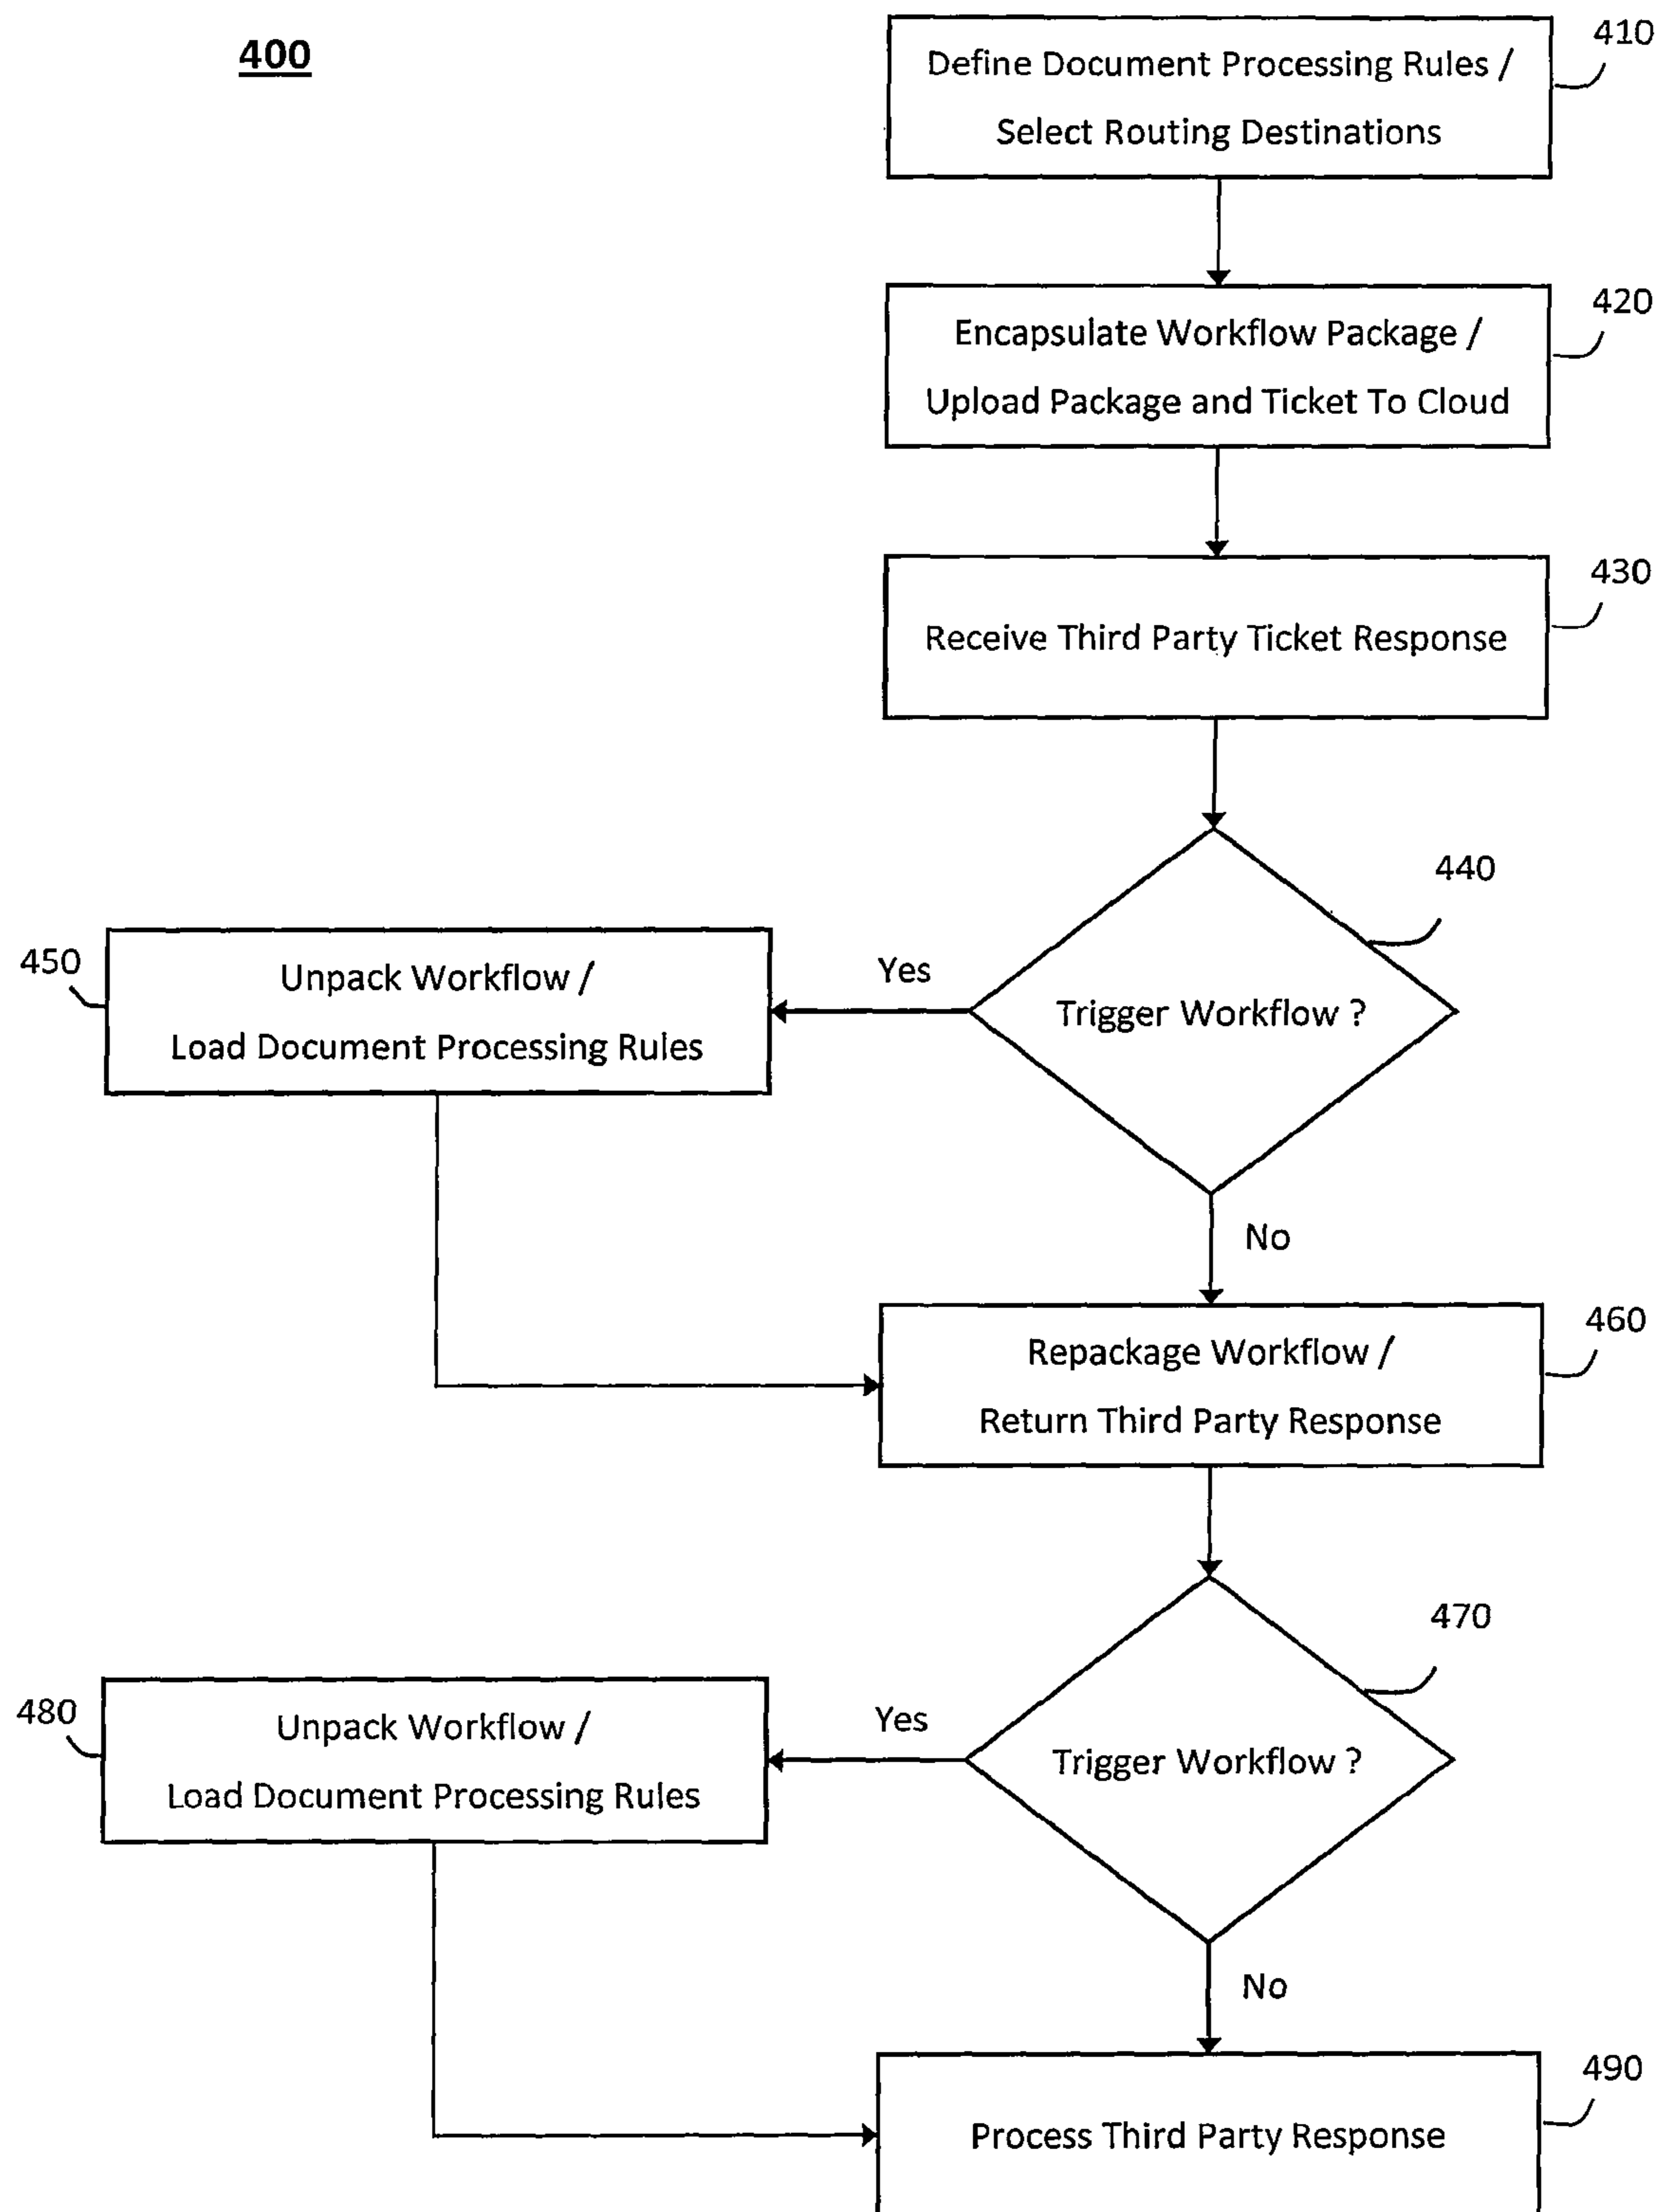 400
410
Define Document Processing Rules /
Select Routing Destinations
420
Encapsulate Workflow Package /
Upload Package and Ticket To Cloud
430
Receive Third Party Ticket Response
440
Trigger Workflow ?
Yes
450
Unpack Workflow /
Load Document Processing Rules
No
460
Repackage Workflow /
Return Third Party Response
470
Trigger Workflow ?
Yes
480
Unpack Workflow /
Load Document Processing Rules
No
490
Process Third Party Response